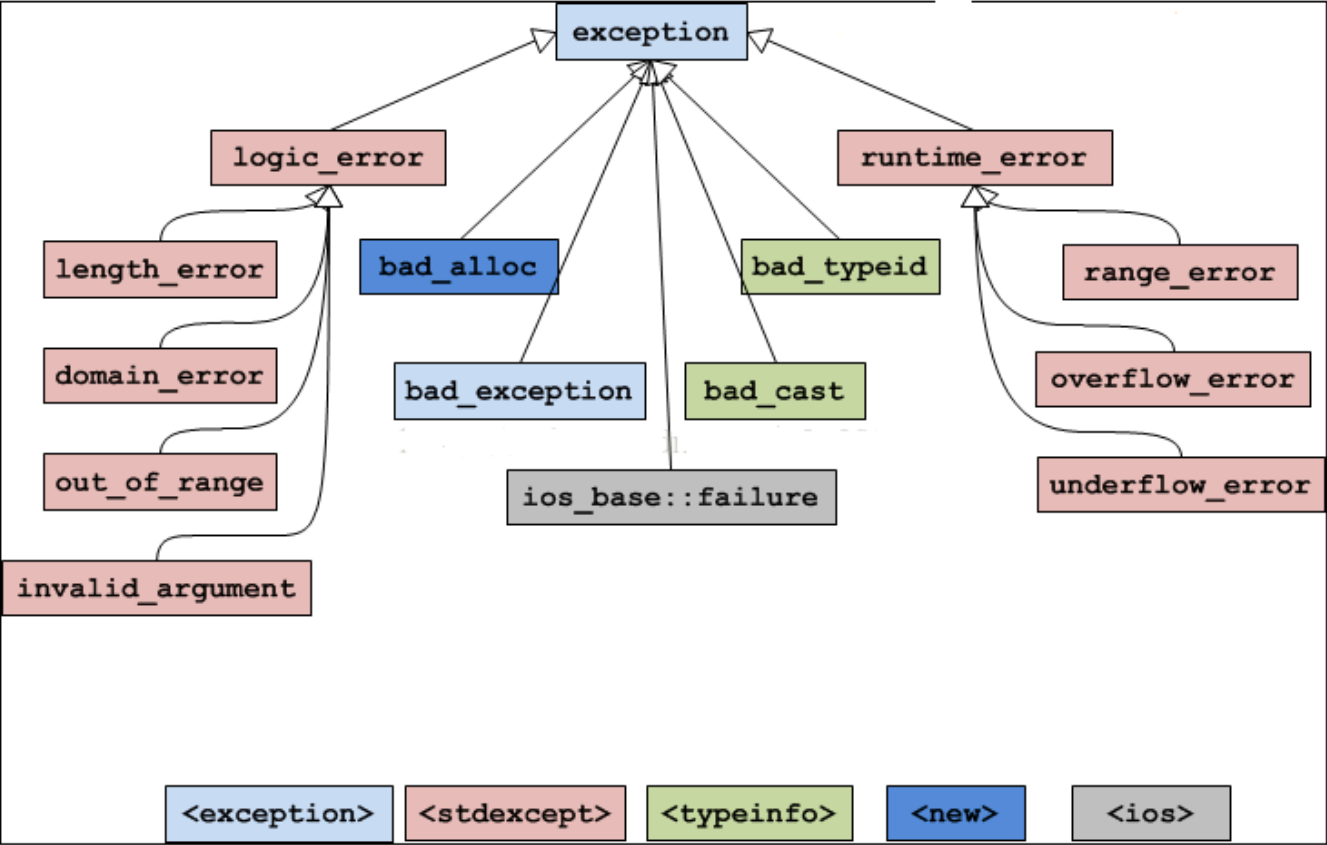 exception
logic_error
runtime_error
length_error
bad_alloc
bad_typeid
range_error
domain_error
bad_exception
bad_cast
overflow_error
out_of_range
ios_base::failure
underflow_error
invalid_argument
<exception>
<stdexcept>
<typeinfo>
<new>
<ios>